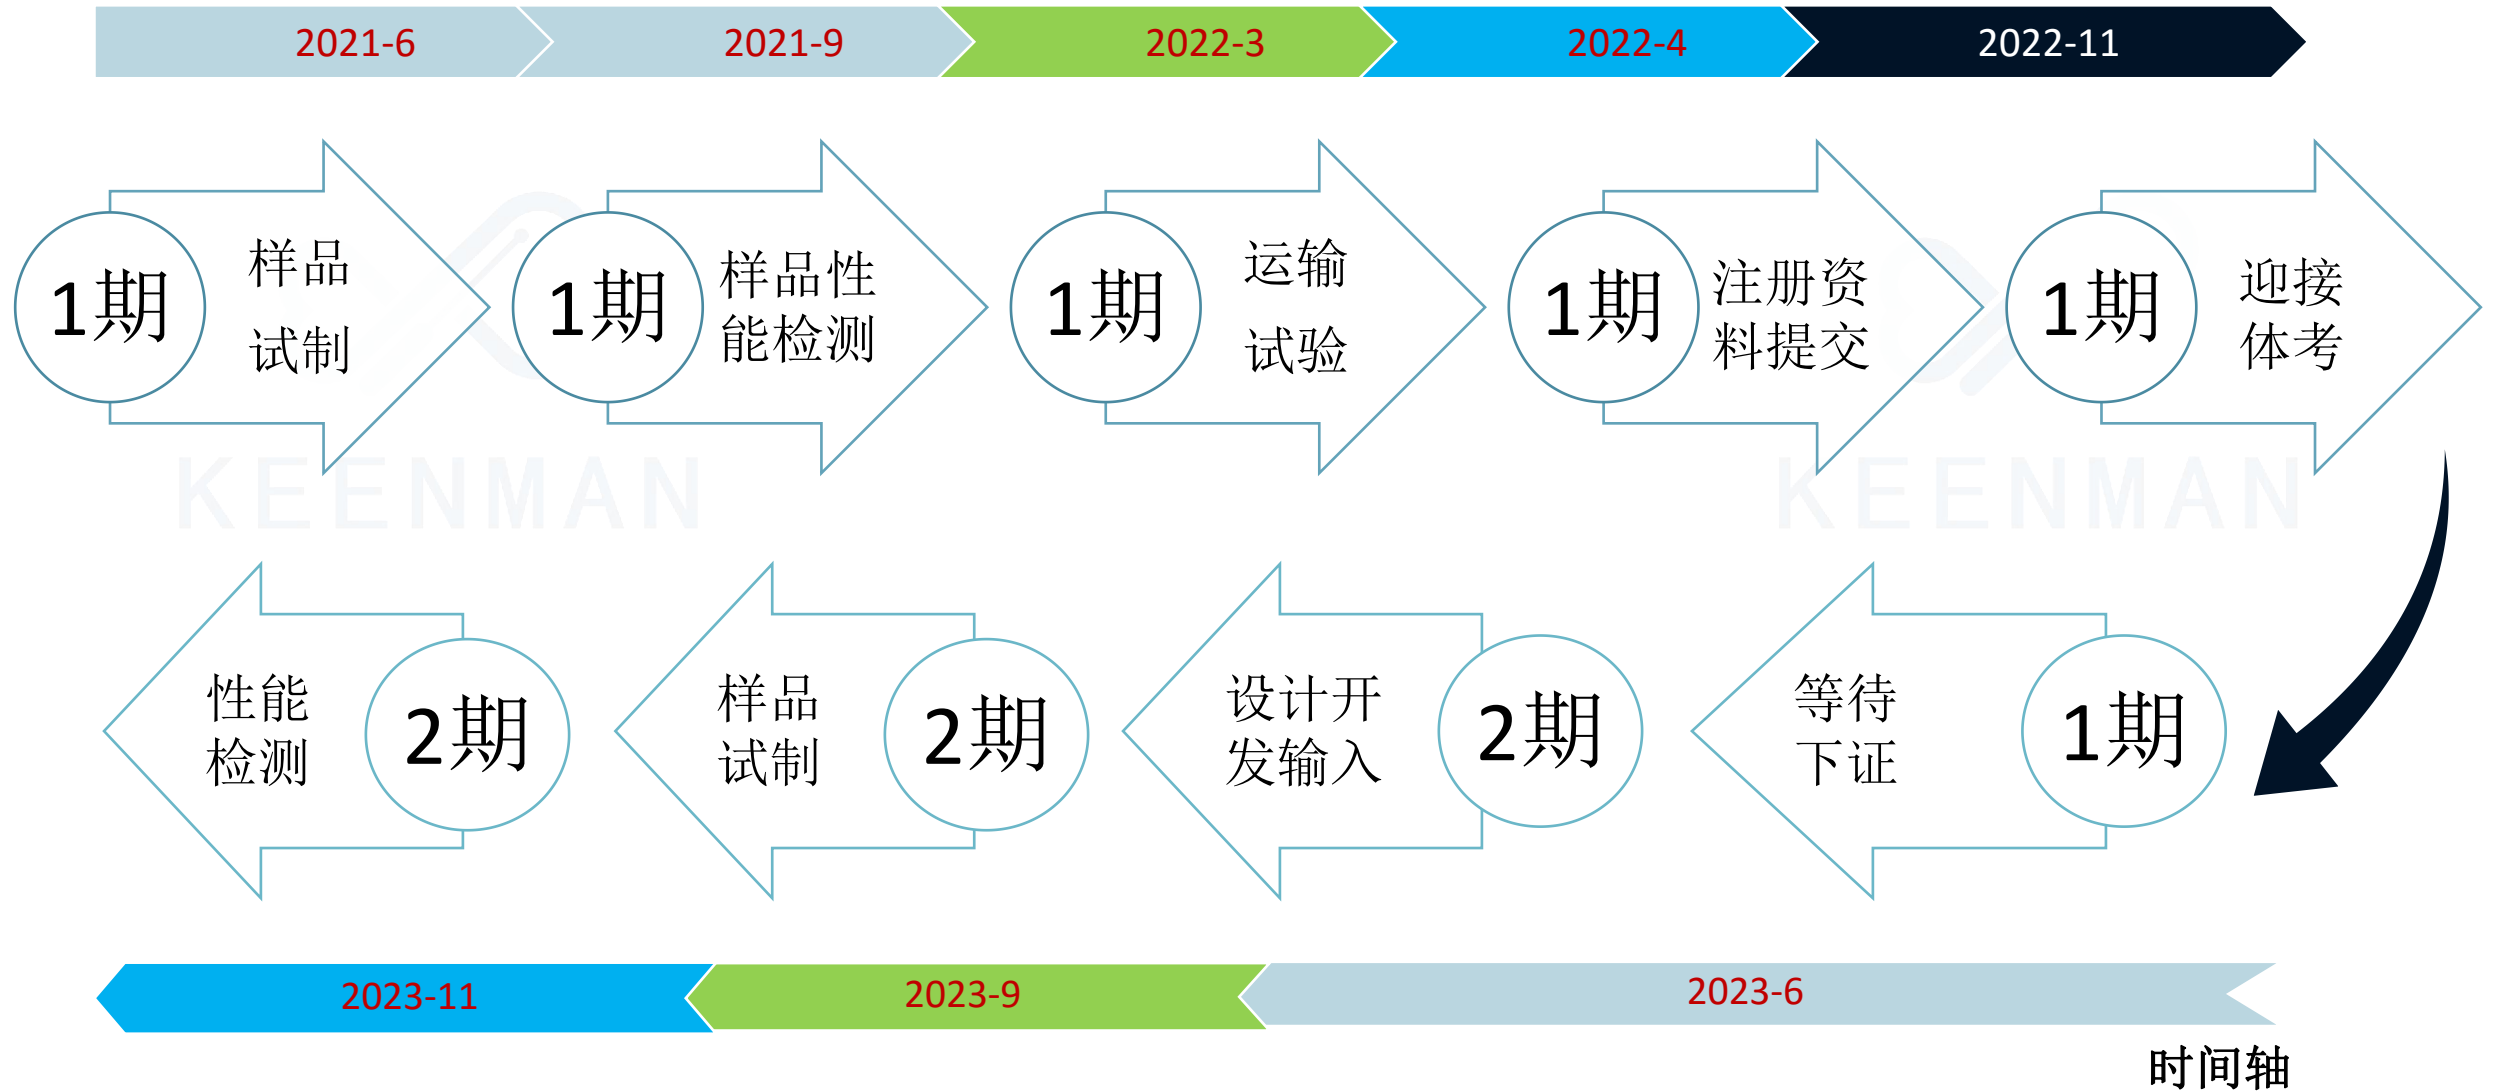 2021-6
2021-9
2022-3
2022-4
2022-11
1期
样品
试制
1期
样品性
能检测
1期
运输
试验
1期
注册资
料提交
1期
迎接
体考
KEENMAN
KEENMAN
性能
检测
2期
样品
试制
2期
设计开
发输入
2期
等待
下证
1期
2023-11
2023-9
2023-6
时间轴